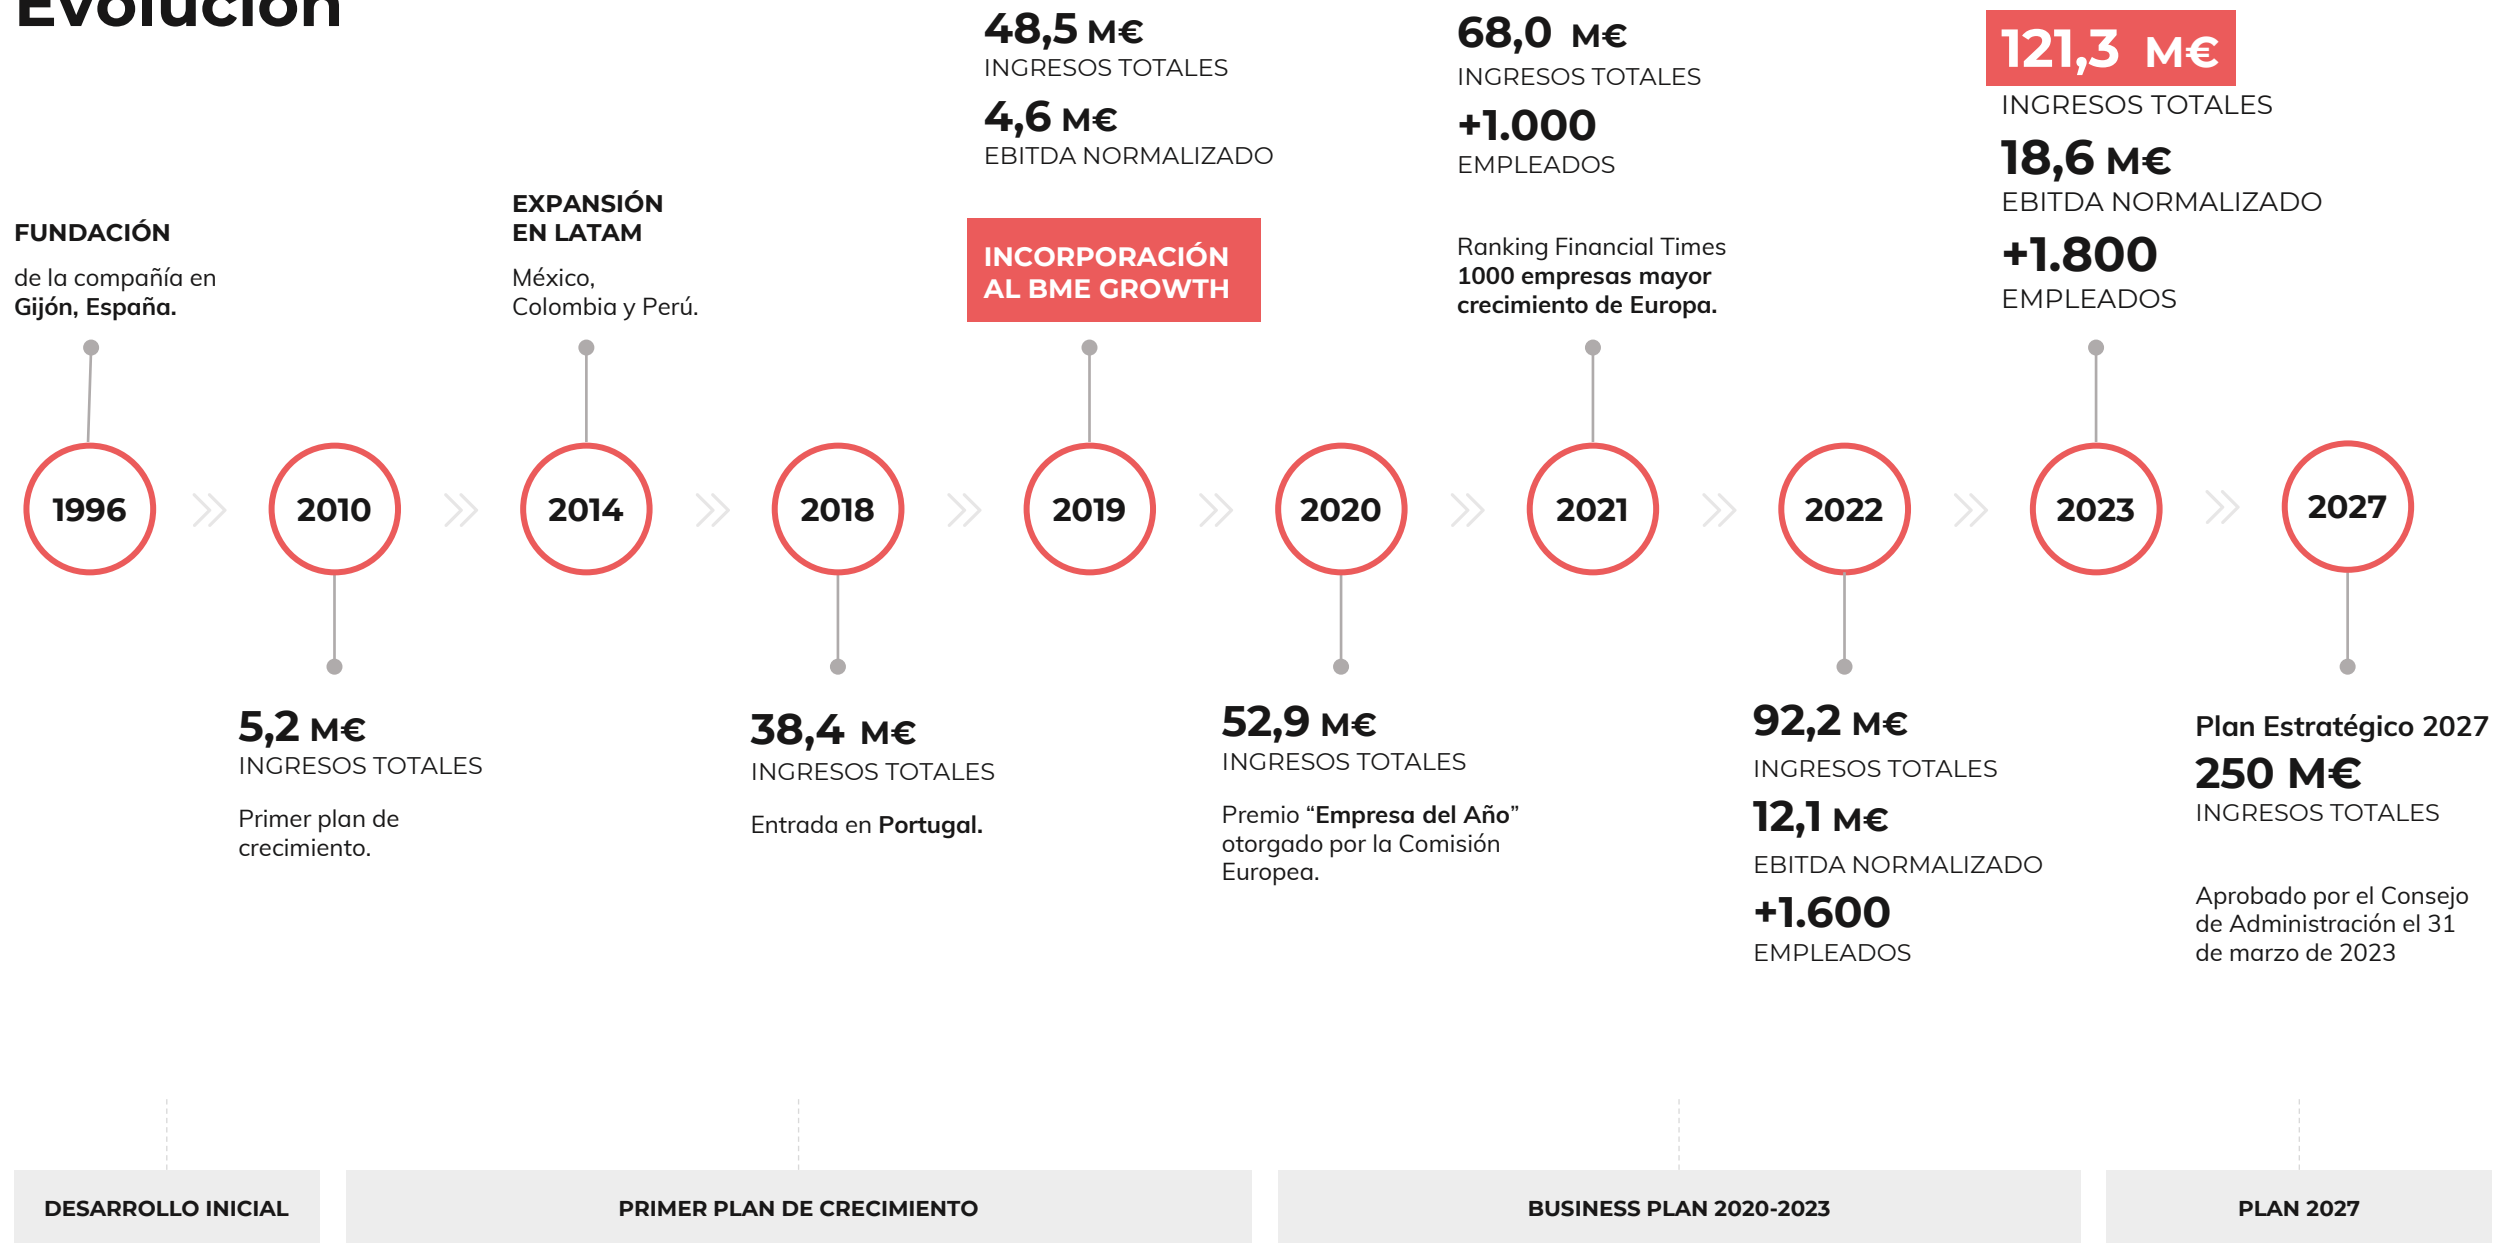 Evolución
FUNDACIÓN
de la compañía en
Gijón, España.
1996
2010
5,2 M€
INGRESOS TOTALES
Primer plan de
crecimiento.
EXPANSIÓN
EN LATAM
México,
Colombia y Perú.
2014
2018
38,4 M€
INGRESOS TOTALES
Entrada en Portugal.
48,5 M€
INGRESOS TOTALES
4,6 M€
EBITDA NORMALIZADO
INCORPORACIÓN
AL BME GROWTH
2019
2020
52,9 M€
INGRESOS TOTALES
Premio “Empresa del Año”
otorgado por la Comisión
Europea.
68,0 M€
INGRESOS TOTALES
+1.000
EMPLEADOS
Ranking Financial Times
1000 empresas mayor
crecimiento de Europa.
2021
2022
92,2 M€
INGRESOS TOTALES
12,1 M€
EBITDA NORMALIZADO
+1.600
EMPLEADOS
121,3 M€
INGRESOS TOTALES
18,6 M€
EBITDA NORMALIZADO
+1.800
EMPLEADOS
2023
2027
Plan Estratégico 2027
250 M€
INGRESOS TOTALES
Aprobado por el Consejo
de Administración el 31
de marzo de 2023
DESARROLLO INICIAL
PRIMER PLAN DE CRECIMIENTO
BUSINESS PLAN 2020-2023
PLAN 2027